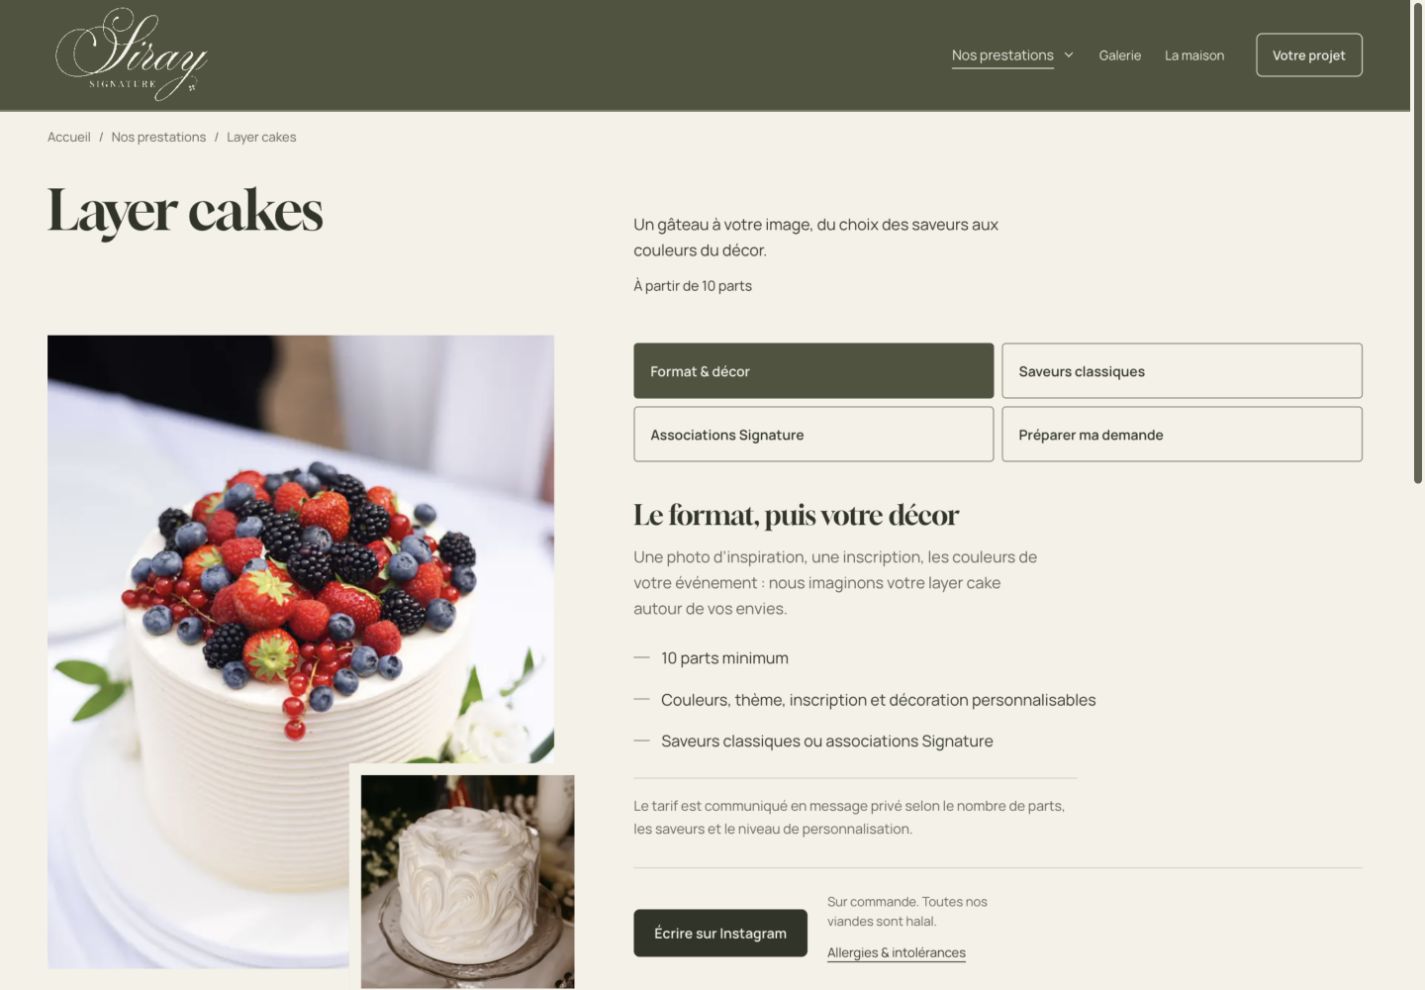 Siray
SIGNATURE
Nos prestations
Galerie
La maison
Votre projet
Accueil / Nos prestations / Layer cakes
Layer cakes
Un gâteau à votre image, du choix des saveurs aux
couleurs du décor.
À partir de 10 parts
Format & décor
Saveurs classiques
Associations Signature
Préparer ma demande
Le format, puis votre décor
Une photo d’inspiration, une inscription, les couleurs de
votre événement : nous imaginons votre layer cake
autour de vos envies.
— 10 parts minimum
— Couleurs, thème, inscription et décoration personnalisables
— Saveurs classiques ou associations Signature
Le tarif est communiqué en message privé selon le nombre de parts,
les saveurs et le niveau de personnalisation.
Écrire sur Instagram
Sur commande. Toutes nos
viandes sont halal.
Allergies & intolérances